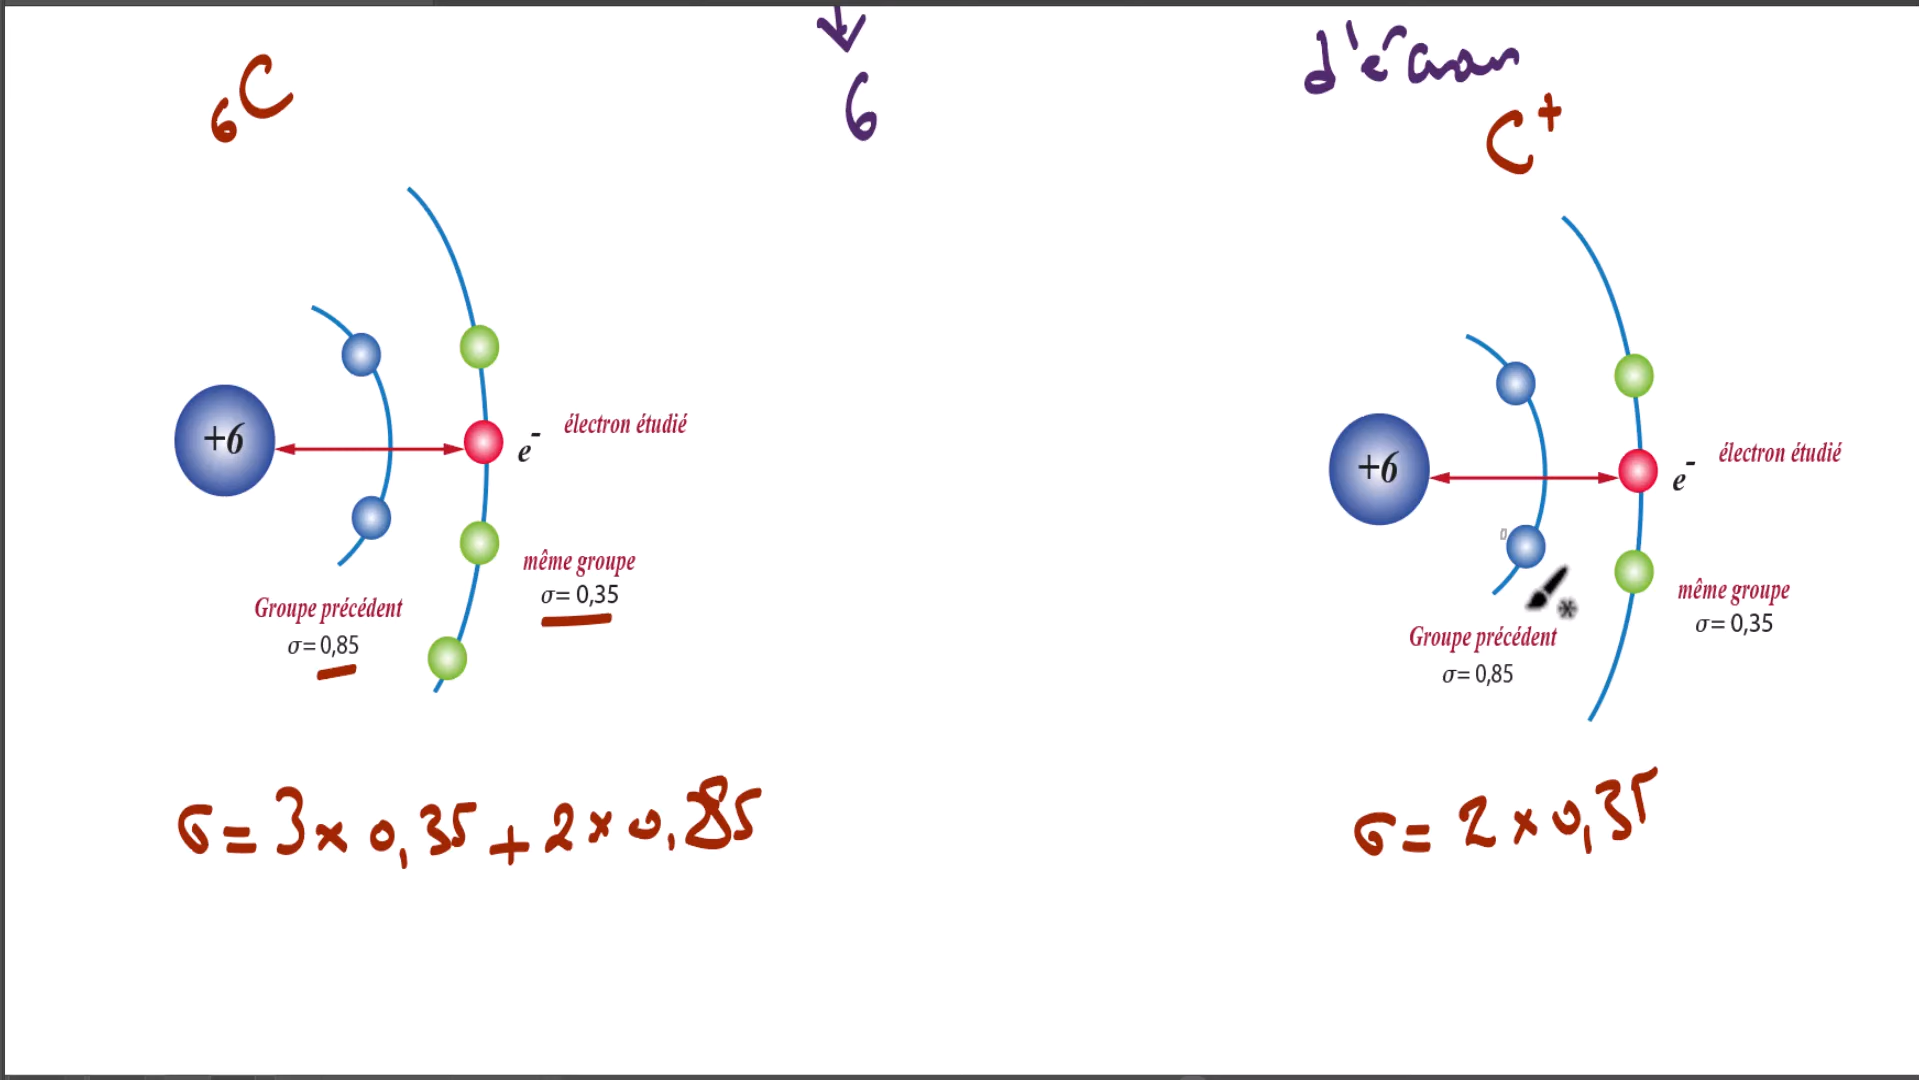 6
d'écran
₆C
C⁺
+6
e⁻ électron étudié
même groupe
σ= 0,35
Groupe précédent
σ= 0,85
σ= 3 x 0,35 + 2 x 0,85
+6
e⁻ électron étudié
même groupe
σ= 0,35
Groupe précédent
σ= 0,85
σ= 2 x 0,35